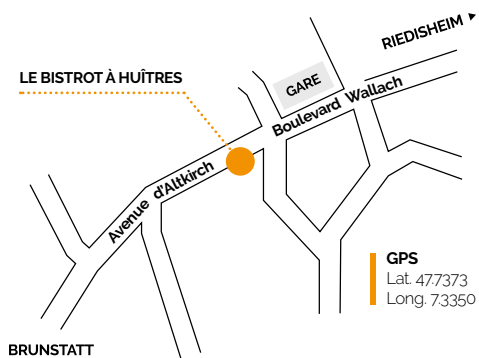 RIEDISHEIM
LE BISTROT À HUÎTRES
GARE
Boulevard Wallach
Avenue d'Altkirch
GPS
Lat. 47.7373
Long. 7.3350
BRUNSTATT